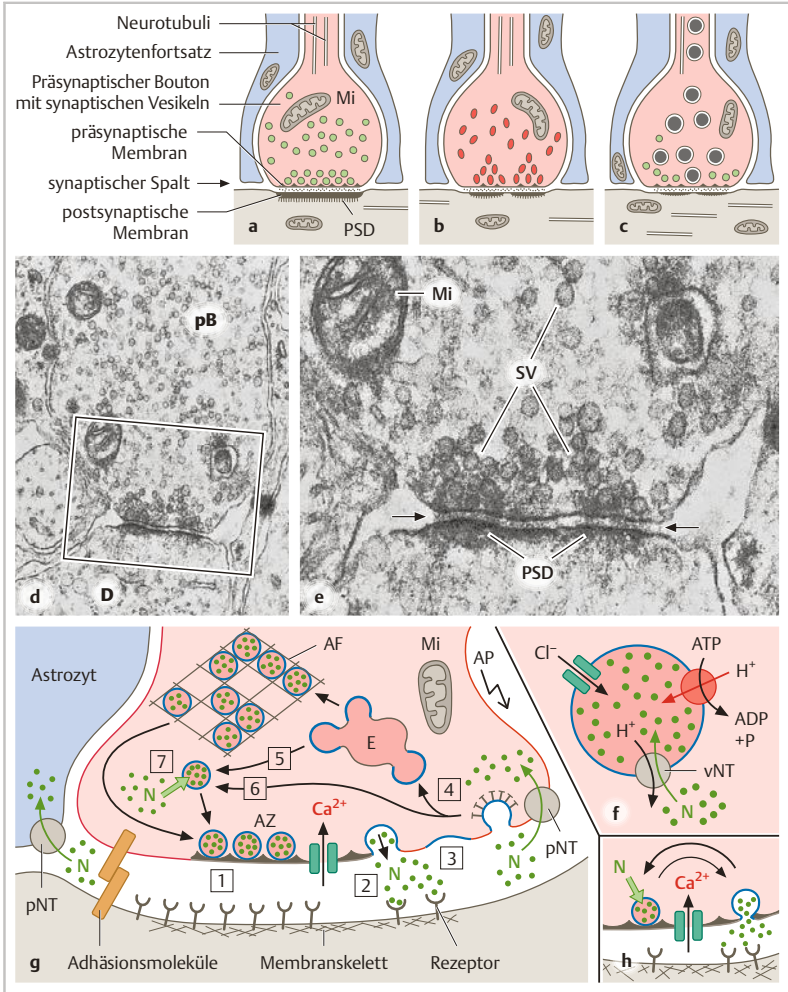 Neurotubuli
Astrozytenfortsatz
Präsynaptischer Bouton
mit synaptischen Vesikeln
Mi
präsynaptische
Membran
synaptischer Spalt
postsynaptische
Membran
a
PSD
b
c
pB
d
D
Mi
SV
PSD
e
Astrozyt
AF
Mi
AP
E
5
7
6
4
N
Ca²⁺
AZ
pNT
N
1
2
N
3
pNT
N
g
Adhäsionsmoleküle
Membranskelett
Rezeptor
Cl⁻
ATP
H⁺
H⁺
ADP
+P
vNT
N
f
N
Ca²⁺
h